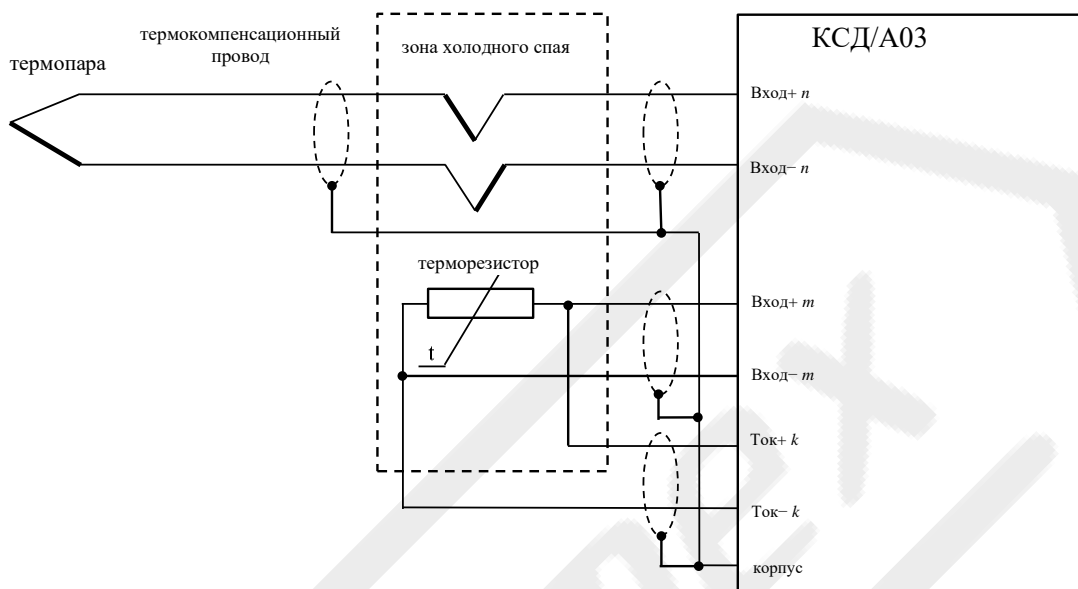 термопара
термокомпенсационный
провод
зона холодного спая
КСД/А03
Вход+ n
Вход− n
терморезистор
t
Вход+ m
Вход− m
Ток+ k
Ток− k
корпус